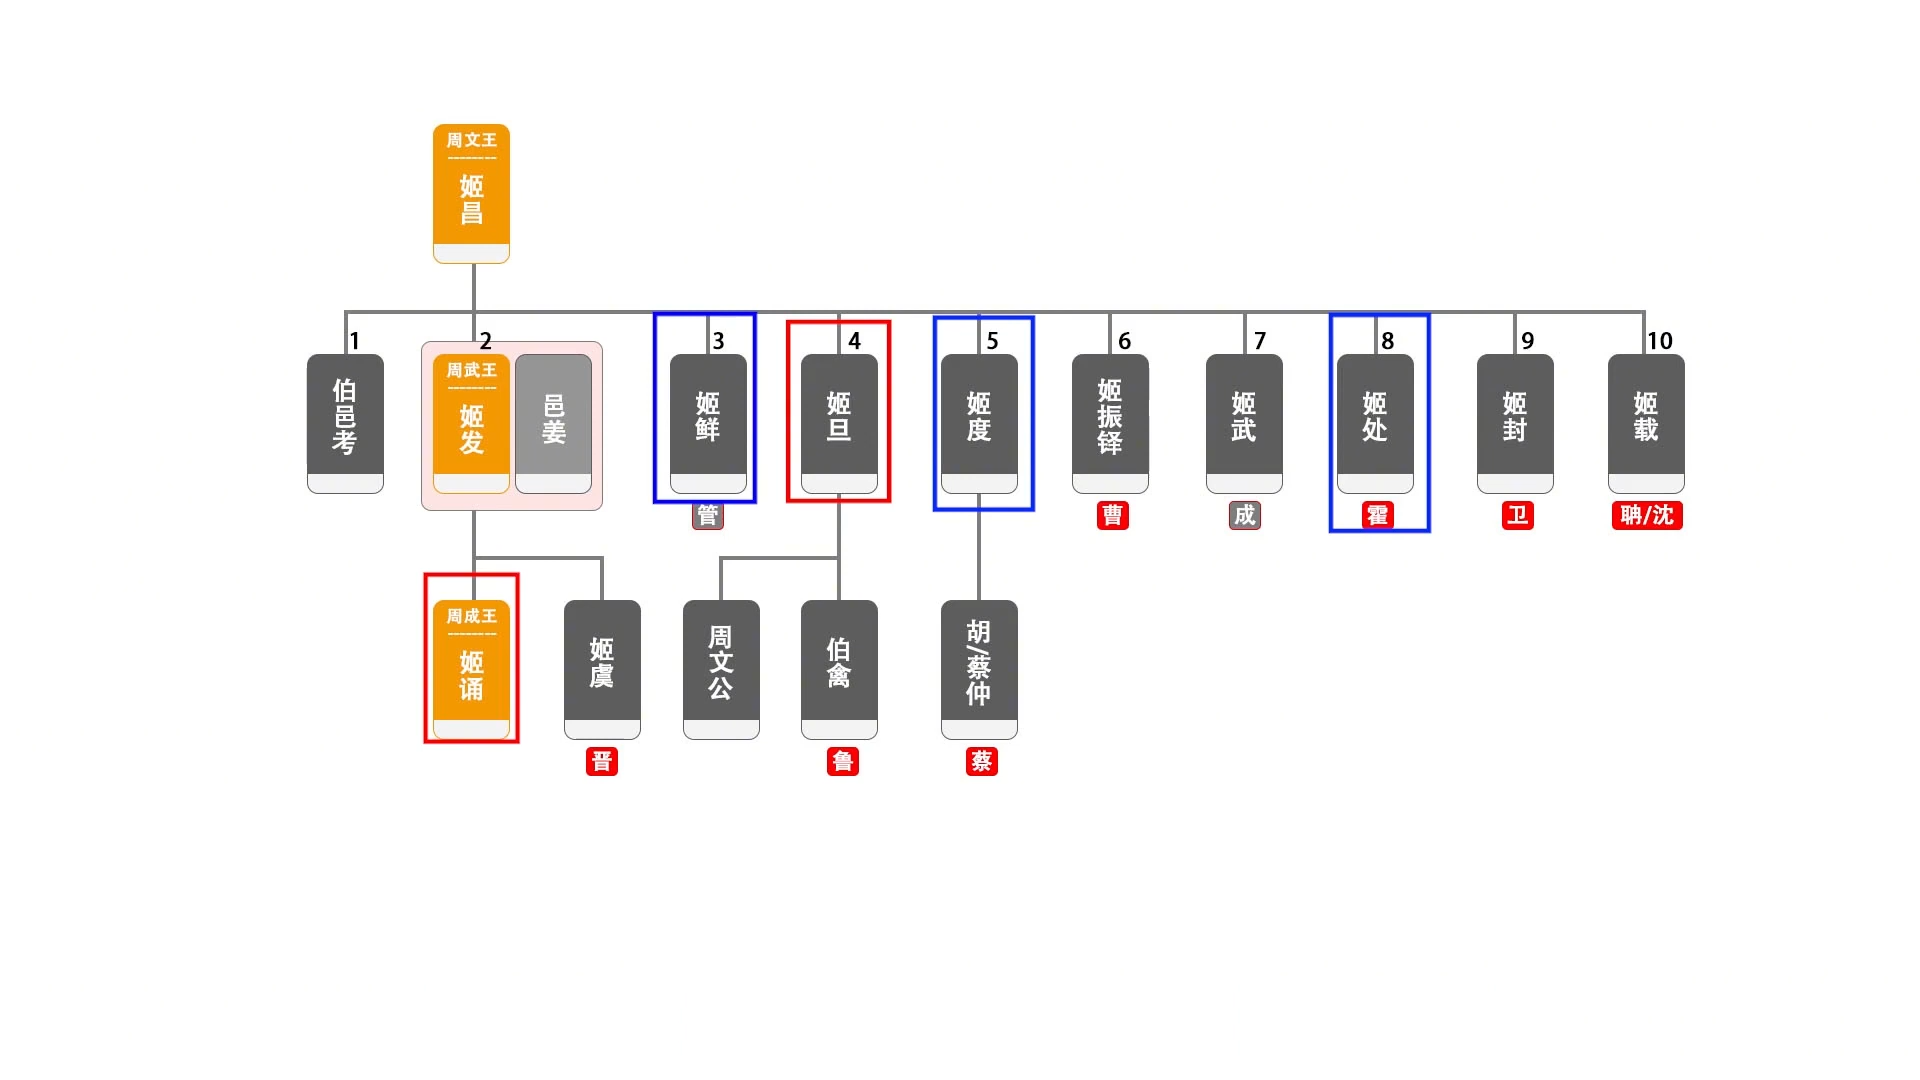 周文王
姬昌
1
2
3
4
5
6
7
8
9
10
伯邑考
周武王
姬发
邑姜
姬鲜
姬旦
姬度
姬振铎
姬武
姬处
姬封
姬载
管
曹
成
霍
卫
聃/沈
周成王
姬诵
姬虞
周文公
伯禽
胡/蔡仲
晋
鲁
蔡